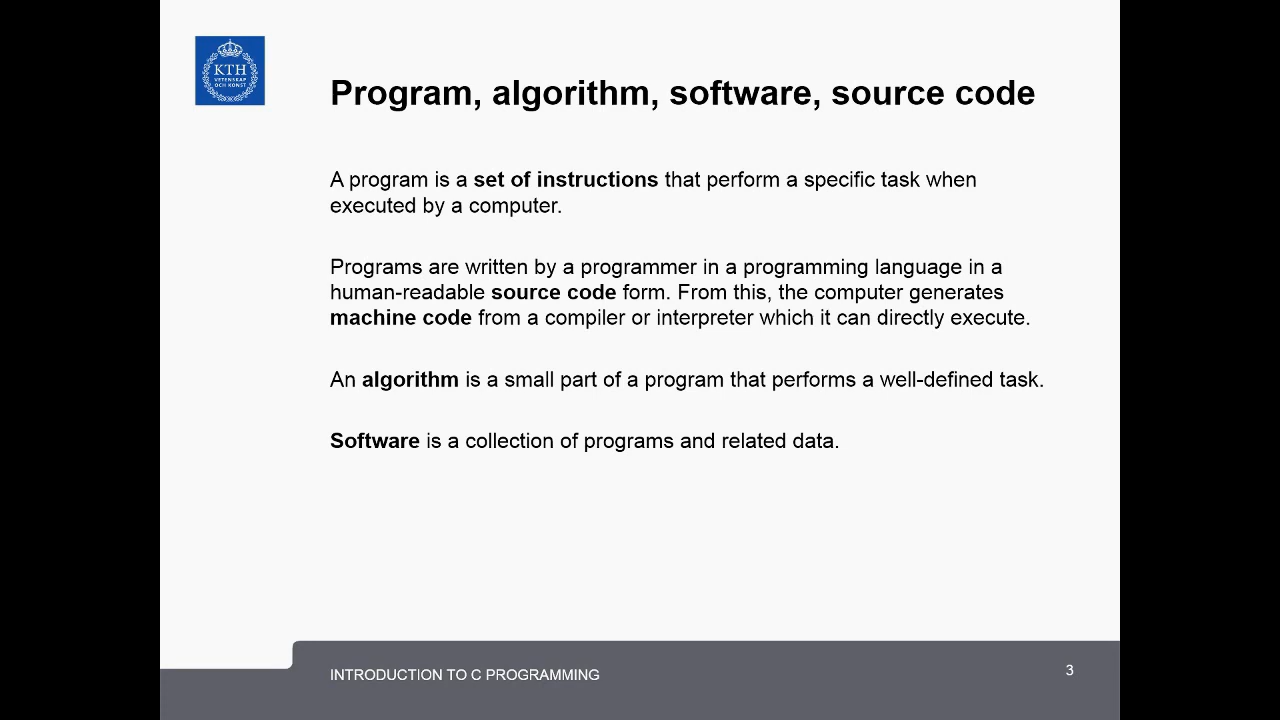 KTH
VETENSKAP
OCH KONST
Program, algorithm, software, source code
A program is a set of instructions that perform a specific task when
executed by a computer.
Programs are written by a programmer in a programming language in a
human-readable source code form. From this, the computer generates
machine code from a compiler or interpreter which it can directly execute.
An algorithm is a small part of a program that performs a well-defined task.
Software is a collection of programs and related data.
INTRODUCTION TO C PROGRAMMING
3